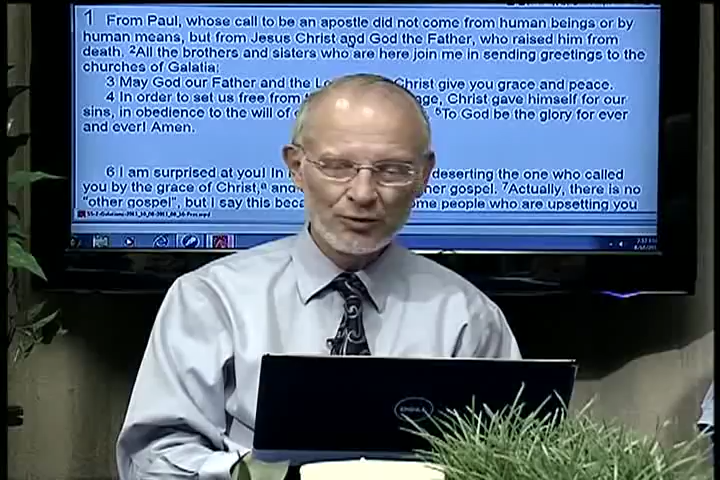 1 From Paul, whose call to be an apostle did not come from human beings or by
human means, but from Jesus Christ and God the Father, who raised him from
death. ²All the brothers and sisters who are here join me in sending greetings to the
churches of Galatia:
3 May God our Father and the Christ give you grace and peace.
4 In order to set us free from Christ gave himself for our
sins, in obedience to the will of ⁵To God be the glory for ever
and ever! Amen.
6 I am surprised at you! In deserting the one who called
you by the grace of Christ,ª and gospel. ⁷Actually, there is no
"other gospel", but I say this some people who are upsetting you
DELL